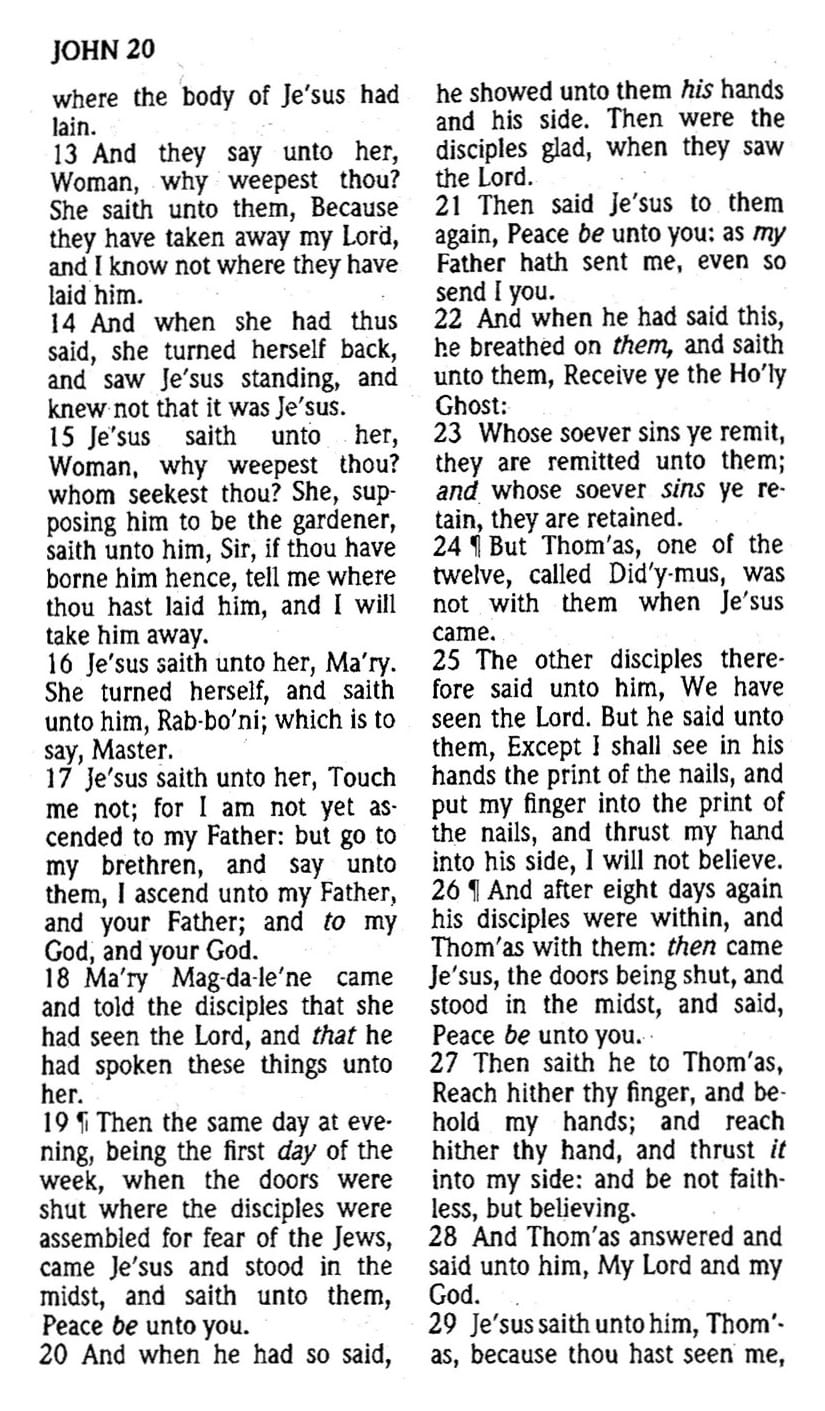 JOHN 20
where the body of Je′sus had
lain.
13 And they say unto her,
Woman, why weepest thou?
She saith unto them, Because
they have taken away my Lord,
and I know not where they have
laid him.
14 And when she had thus
said, she turned herself back,
and saw Je′sus standing, and
knew not that it was Je′sus.
15 Je′sus saith unto her,
Woman, why weepest thou?
whom seekest thou? She, sup-
posing him to be the gardener,
saith unto him, Sir, if thou have
borne him hence, tell me where
thou hast laid him, and I will
take him away.
16 Je′sus saith unto her, Ma′ry.
She turned herself, and saith
unto him, Rab-bo′ni; which is to
say, Master.
17 Je′sus saith unto her, Touch
me not; for I am not yet as-
cended to my Father: but go to
my brethren, and say unto
them, I ascend unto my Father,
and your Father; and to my
God, and your God.
18 Ma′ry Mag-da-le′ne came
and told the disciples that she
had seen the Lord, and that he
had spoken these things unto
her.
19 ¶ Then the same day at eve-
ning, being the first day of the
week, when the doors were
shut where the disciples were
assembled for fear of the Jews,
came Je′sus and stood in the
midst, and saith unto them,
Peace be unto you.
20 And when he had so said,
he showed unto them his hands
and his side. Then were the
disciples glad, when they saw
the Lord.
21 Then said Je′sus to them
again, Peace be unto you: as my
Father hath sent me, even so
send I you.
22 And when he had said this,
he breathed on them, and saith
unto them, Receive ye the Ho′ly
Ghost:
23 Whose soever sins ye remit,
they are remitted unto them;
and whose soever sins ye re-
tain, they are retained.
24 ¶ But Thom′as, one of the
twelve, called Did′y-mus, was
not with them when Je′sus
came.
25 The other disciples there-
fore said unto him, We have
seen the Lord. But he said unto
them, Except I shall see in his
hands the print of the nails, and
put my finger into the print of
the nails, and thrust my hand
into his side, I will not believe.
26 ¶ And after eight days again
his disciples were within, and
Thom′as with them: then came
Je′sus, the doors being shut, and
stood in the midst, and said,
Peace be unto you.
27 Then saith he to Thom′as,
Reach hither thy finger, and be-
hold my hands; and reach
hither thy hand, and thrust it
into my side: and be not faith-
less, but believing.
28 And Thom′as answered and
said unto him, My Lord and my
God.
29 Je′sus saith unto him, Thom′-
as, because thou hast seen me,